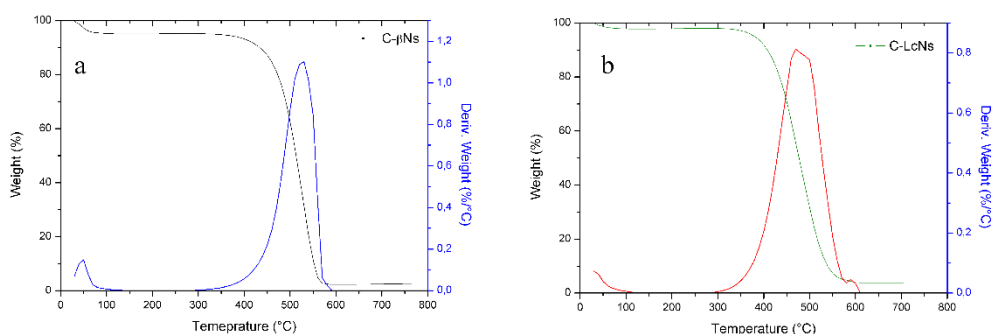 100
80
60
40
20
0
Weight (%)
a
C-βNs
1,2
1,0
0,8
0,6
0,4
0,2
0,0
Deriv. Weight (%/°C)
0 100 200 300 400 500 600 700 800
Temeprature (°C)
100
80
60
40
20
0
Weight (%)
b
C-LcNs
0,8
0,6
0,4
0,2
0,0
Deriv. Weight (%/°C)
0 100 200 300 400 500 600 700 800
Temperature (°C)